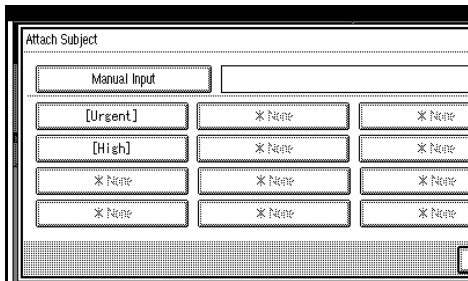 Attach Subject
Manual Input
[Urgent] * None * None
[High] * None * None
* None * None * None
* None * None * None